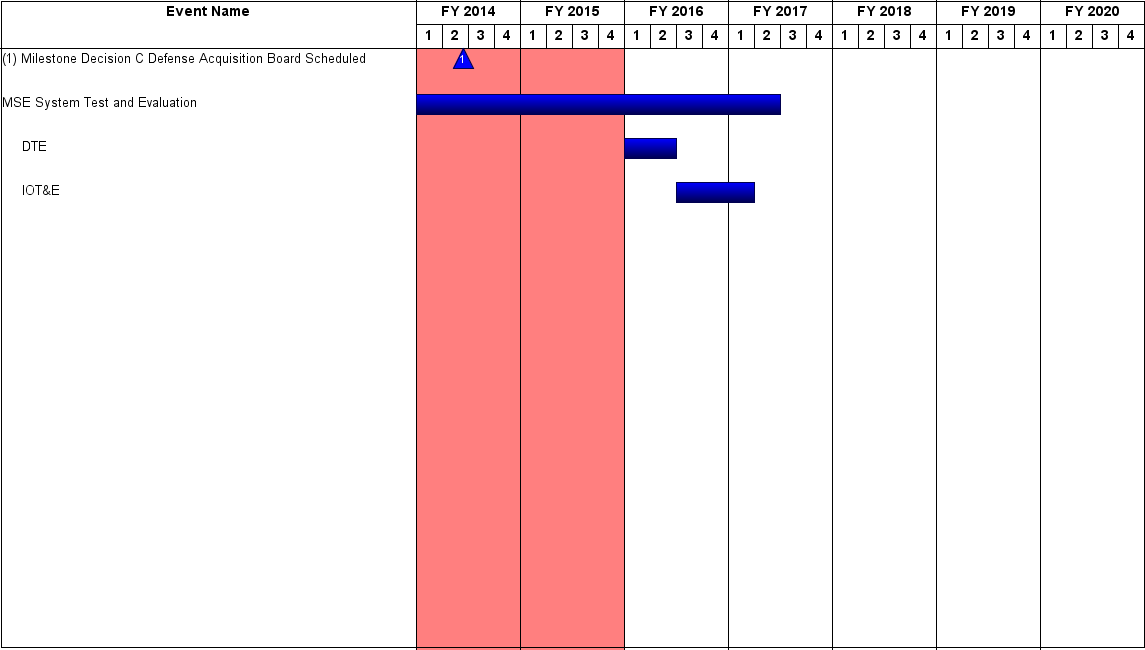 Event Name FY 2014 FY 2015 FY 2016 FY 2017 FY 2018 FY 2019 FY 2020
1 2 3 4 1 2 3 4 1 2 3 4 1 2 3 4 1 2 3 4 1 2 3 4 1 2 3 4
(1) Milestone Decision C Defense Acquisition Board Scheduled 1
MSE System Test and Evaluation
DTE
IOT&E